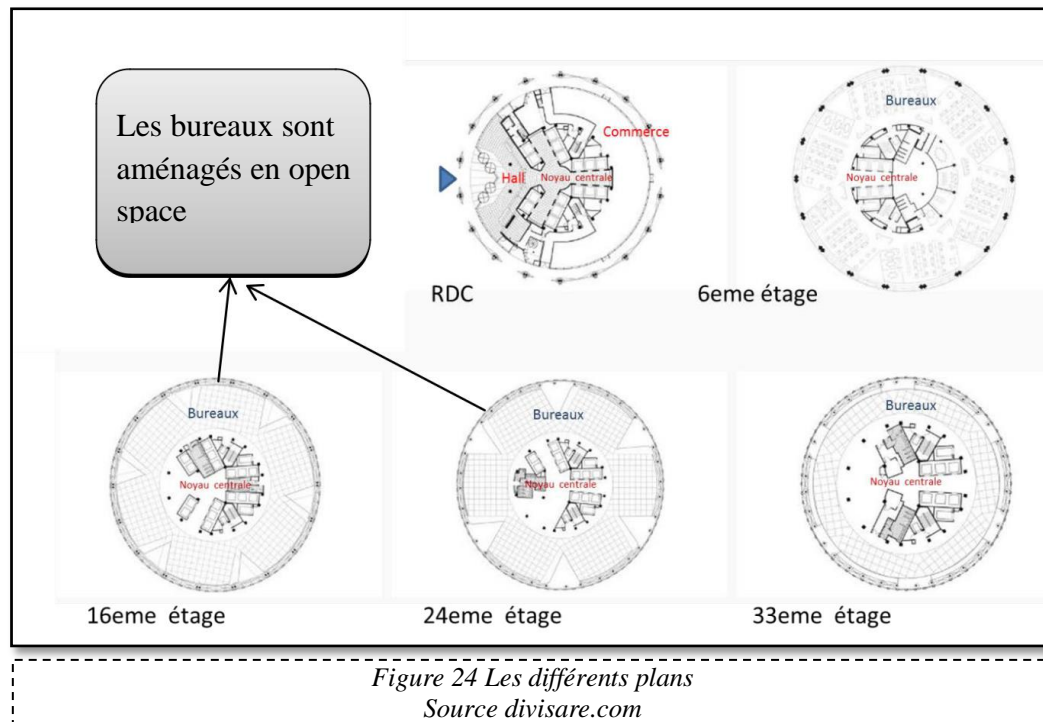 Les bureaux sont
aménagés en open
space
Commerce
Hall
Noyau centrale
Bureaux
Noyau centrale
RDC
6eme étage
Bureaux
Noyau centrale
Bureaux
Noyau centrale
Bureaux
Noyau centrale
16eme étage
24eme étage
33eme étage
Figure 24 Les différents plans
Source divisare.com